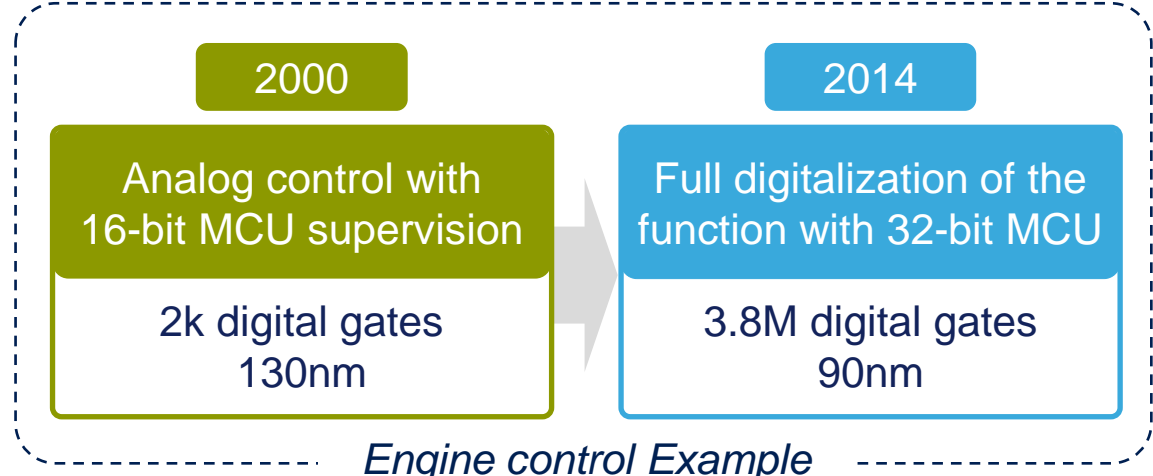 2000
Analog control with
16-bit MCU supervision
2k digital gates
130nm
2014
Full digitalization of the
function with 32-bit MCU
3.8M digital gates
90nm
Engine control Example